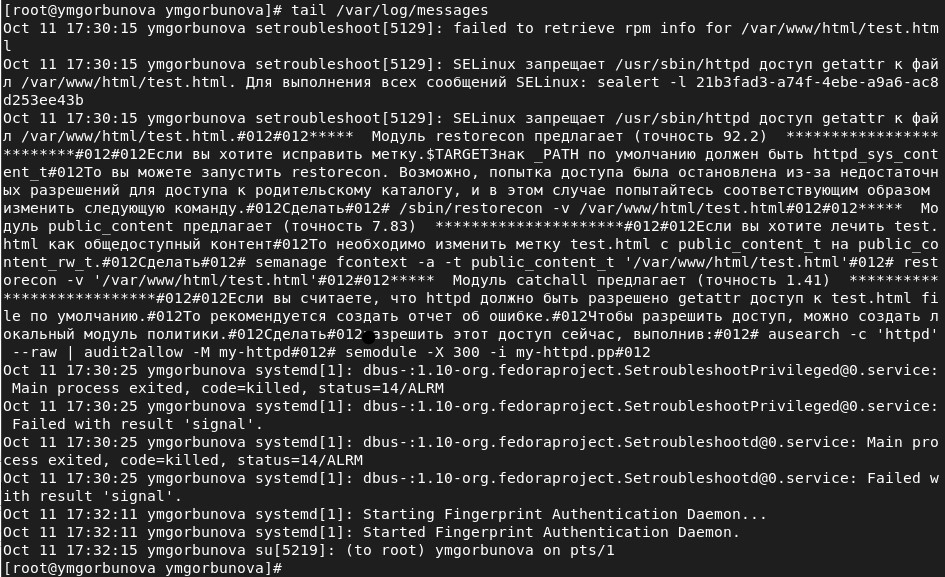 [root@ymgorbunova ymgorbunova]# tail /var/log/messages
Oct 11 17:30:15 ymgorbunova setroubleshoot[5129]: failed to retrieve rpm info for /var/www/html/test.htm
l
Oct 11 17:30:15 ymgorbunova setroubleshoot[5129]: SELinux запрещает /usr/sbin/httpd доступ getattr к фай
л /var/www/html/test.html. Для выполнения всех сообщений SELinux: sealert -l 21b3fad3-a74f-4ebe-a9a6-ac8
d253ee43b
Oct 11 17:30:15 ymgorbunova setroubleshoot[5129]: SELinux запрещает /usr/sbin/httpd доступ getattr к фай
л /var/www/html/test.html.#012#012*****  Модуль restorecon предлагает (точность 92.2)  *****************
********#012#012Если вы хотите исправить метку.$TARGETЗнак _PATH по умолчанию должен быть httpd_sys_cont
ent_t#012То вы можете запустить restorecon. Возможно, попытка доступа была остановлена из-за недостаточн
ых разрешений для доступа к родительскому каталогу, и в этом случае попытайтесь соответствующим образом
изменить следующую команду.#012Сделать#012# /sbin/restorecon -v /var/www/html/test.html#012#012*****  Мо
дуль public_content предлагает (точность 7.83)  *********************#012#012Если вы хотите лечить test.
html как общедоступный контент#012То необходимо изменить метку test.html с public_content_t на public_co
ntent_rw_t.#012Сделать#012# semanage fcontext -a -t public_content_t '/var/www/html/test.html'#012# rest
orecon -v '/var/www/html/test.html'#012#012*****  Модуль catchall предлагает (точность 1.41)  **********
*****************#012#012Если вы считаете, что httpd должно быть разрешено getattr доступ к test.html fi
le по умолчанию.#012То рекомендуется создать отчет об ошибке.#012Чтобы разрешить доступ, можно создать л
окальный модуль политики.#012Сделать#012азрешить этот доступ сейчас, выполнив:#012# ausearch -c 'httpd'
 --raw | audit2allow -M my-httpd#012# semodule -X 300 -i my-httpd.pp#012
Oct 11 17:30:25 ymgorbunova systemd[1]: dbus-:1.10-org.fedoraproject.SetroubleshootPrivileged@0.service:
 Main process exited, code=killed, status=14/ALRM
Oct 11 17:30:25 ymgorbunova systemd[1]: dbus-:1.10-org.fedoraproject.SetroubleshootPrivileged@0.service:
 Failed with result 'signal'.
Oct 11 17:30:25 ymgorbunova systemd[1]: dbus-:1.10-org.fedoraproject.Setroubleshootd@0.service: Main pro
cess exited, code=killed, status=14/ALRM
Oct 11 17:30:25 ymgorbunova systemd[1]: dbus-:1.10-org.fedoraproject.Setroubleshootd@0.service: Failed w
ith result 'signal'.
Oct 11 17:32:11 ymgorbunova systemd[1]: Starting Fingerprint Authentication Daemon...
Oct 11 17:32:11 ymgorbunova systemd[1]: Started Fingerprint Authentication Daemon.
Oct 11 17:32:15 ymgorbunova su[5219]: (to root) ymgorbunova on pts/1
[root@ymgorbunova ymgorbunova]#